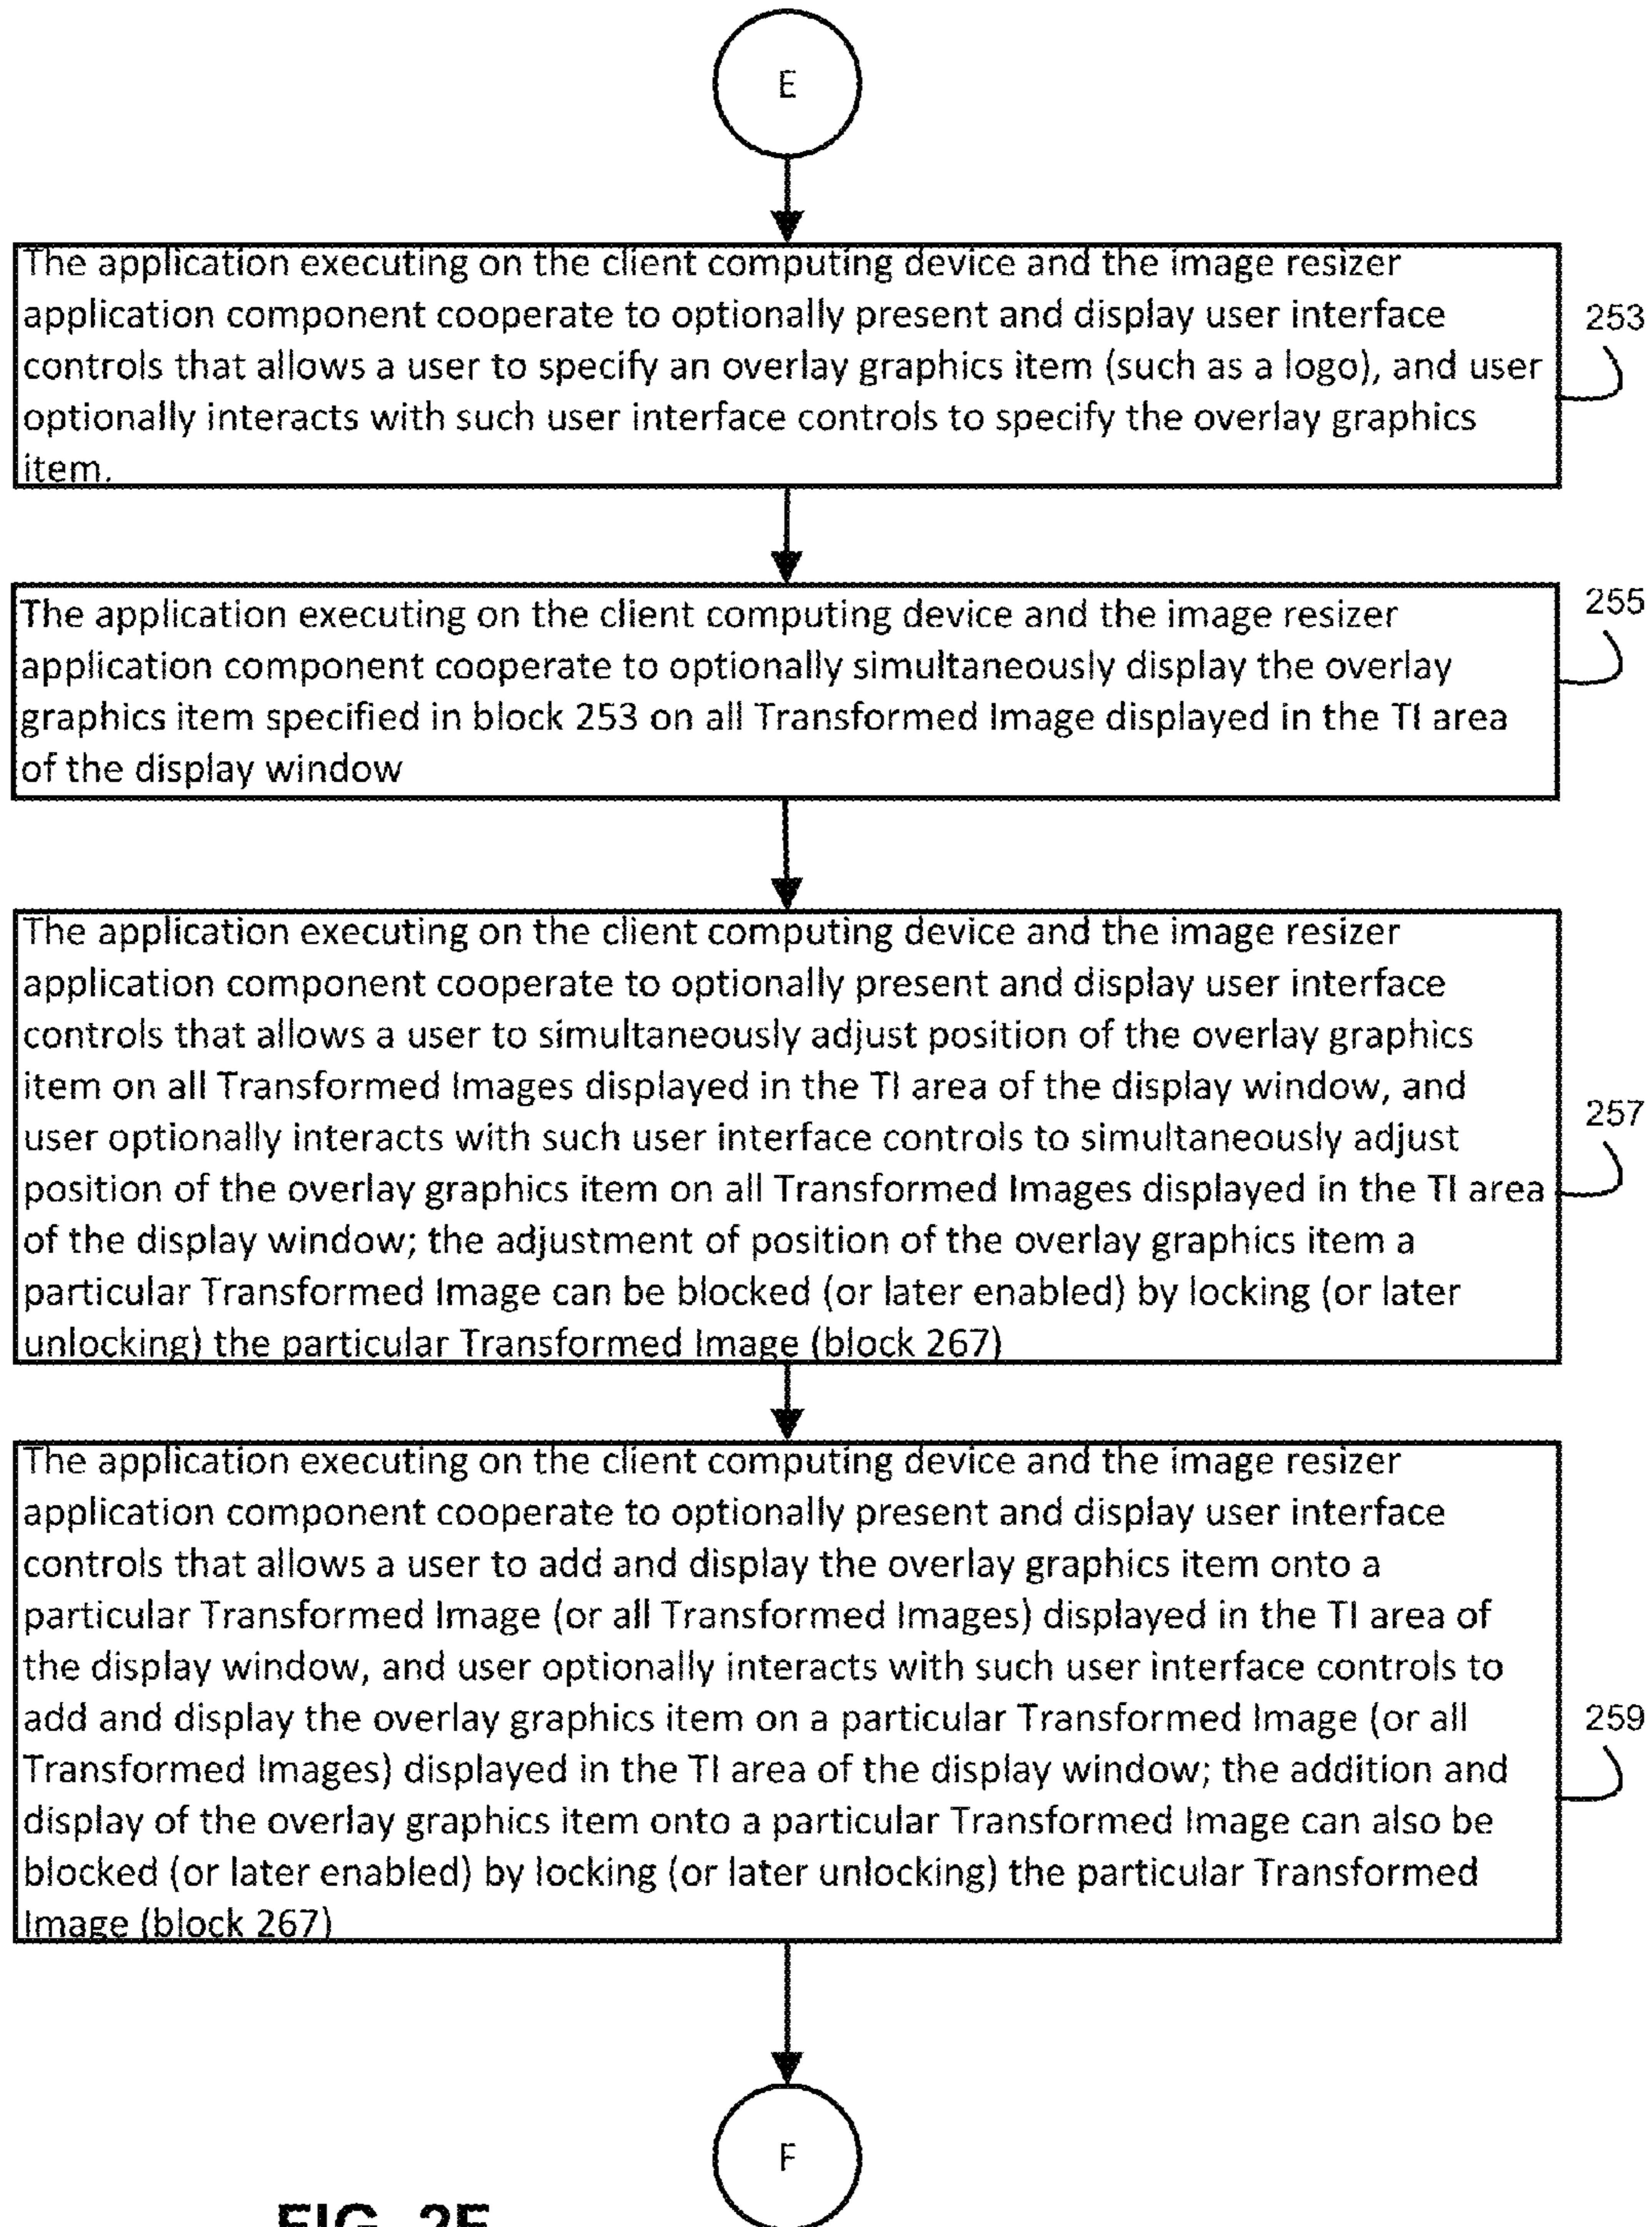 E
The application executing on the client computing device and the image resizer
application component cooperate to optionally present and display user interface
controls that allows a user to specify an overlay graphics item (such as a logo), and user
optionally interacts with such user interface controls to specify the overlay graphics
item.
253
The application executing on the client computing device and the image resizer
application component cooperate to optionally simultaneously display the overlay
graphics item specified in block 253 on all Transformed Image displayed in the TI area
of the display window
255
The application executing on the client computing device and the image resizer
application component cooperate to optionally present and display user interface
controls that allows a user to simultaneously adjust position of the overlay graphics
item on all Transformed Images displayed in the TI area of the display window, and
user optionally interacts with such user interface controls to simultaneously adjust
position of the overlay graphics item on all Transformed Images displayed in the TI area
of the display window; the adjustment of position of the overlay graphics item a
particular Transformed Image can be blocked (or later enabled) by locking (or later
unlocking) the particular Transformed Image (block 267)
257
The application executing on the client computing device and the image resizer
application component cooperate to optionally present and display user interface
controls that allows a user to add and display the overlay graphics item onto a
particular Transformed Image (or all Transformed Images) displayed in the TI area of
the display window, and user optionally interacts with such user interface controls to
add and display the overlay graphics item on a particular Transformed Image (or all
Transformed Images) displayed in the TI area of the display window; the addition and
display of the overlay graphics item onto a particular Transformed Image can also be
blocked (or later enabled) by locking (or later unlocking) the particular Transformed
Image (block 267)
259
F